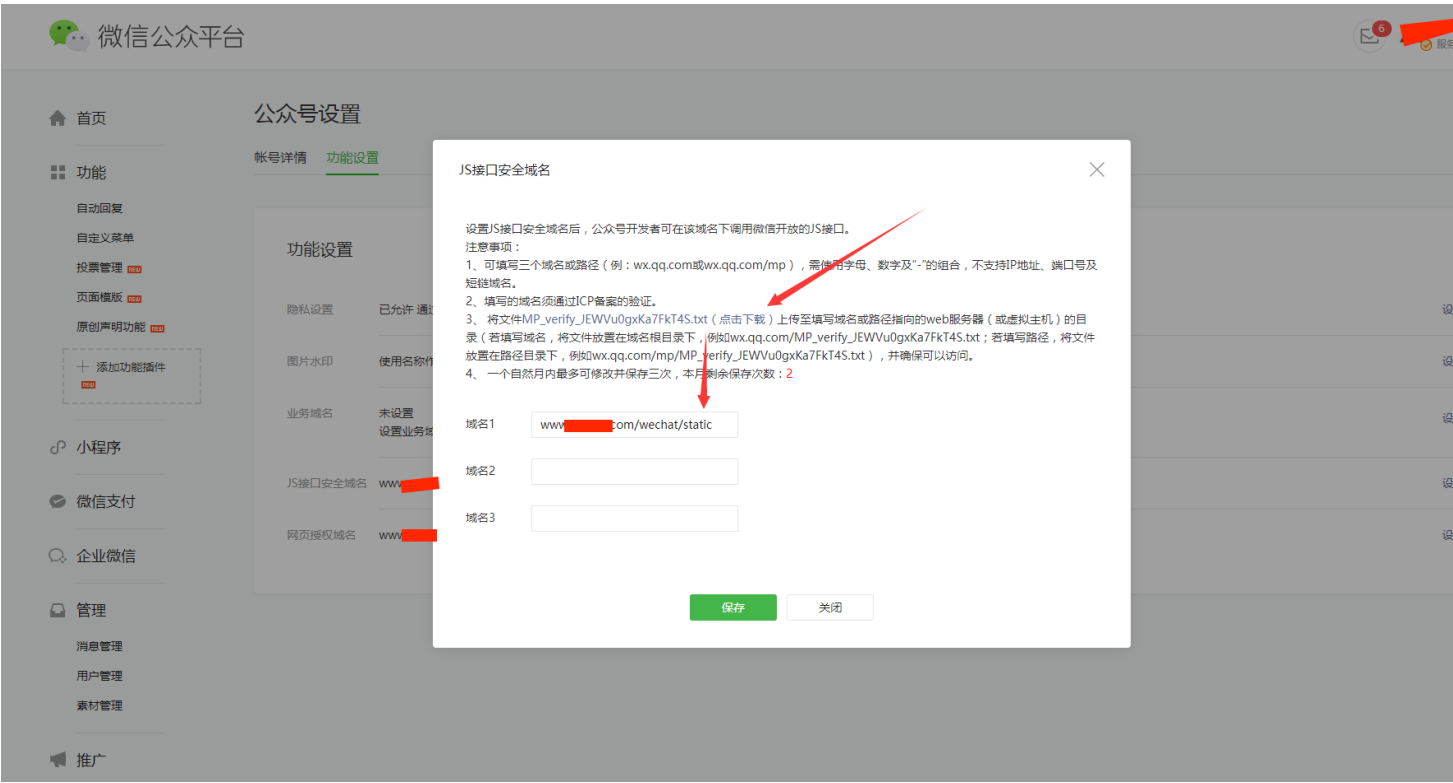 微信公众平台
6
服务
首页
功能
自动回复
自定义菜单
投票管理 NEW
页面模版 NEW
原创声明功能 NEW
添加功能插件
NEW
小程序
微信支付
企业微信
管理
消息管理
用户管理
素材管理
推广
公众号设置
帐号详情 功能设置
功能设置
隐私设置 已允许 通过
图片水印 使用名称作
业务域名 未设置
设置业务域
JS接口安全域名 www
网页授权域名 www
设
设
设
设
设
JS接口安全域名
设置JS接口安全域名后，公众号开发者可在该域名下调用微信开放的JS接口。
注意事项：
1、可填写三个域名或路径（例：wx.qq.com或wx.qq.com/mp），需使用字母、数字及“-”的组合，不支持IP地址、端口号及
短链域名。
2、填写的域名须通过ICP备案的验证。
3、 将文件MP_verify_JEWVu0gxKa7FkT4S.txt（点击下载）上传至填写域名或路径指向的web服务器（或虚拟主机）的目
录（若填写域名，将文件放置在域名根目录下，例如wx.qq.com/MP_verify_JEWVu0gxKa7FkT4S.txt；若填写路径，将文件
放置在路径目录下，例如wx.qq.com/mp/MP_verify_JEWVu0gxKa7FkT4S.txt），并确保可以访问。
4、 一个自然月内最多可修改并保存三次，本月剩余保存次数：2
域名1 www com/wechat/static
域名2
域名3
保存 关闭